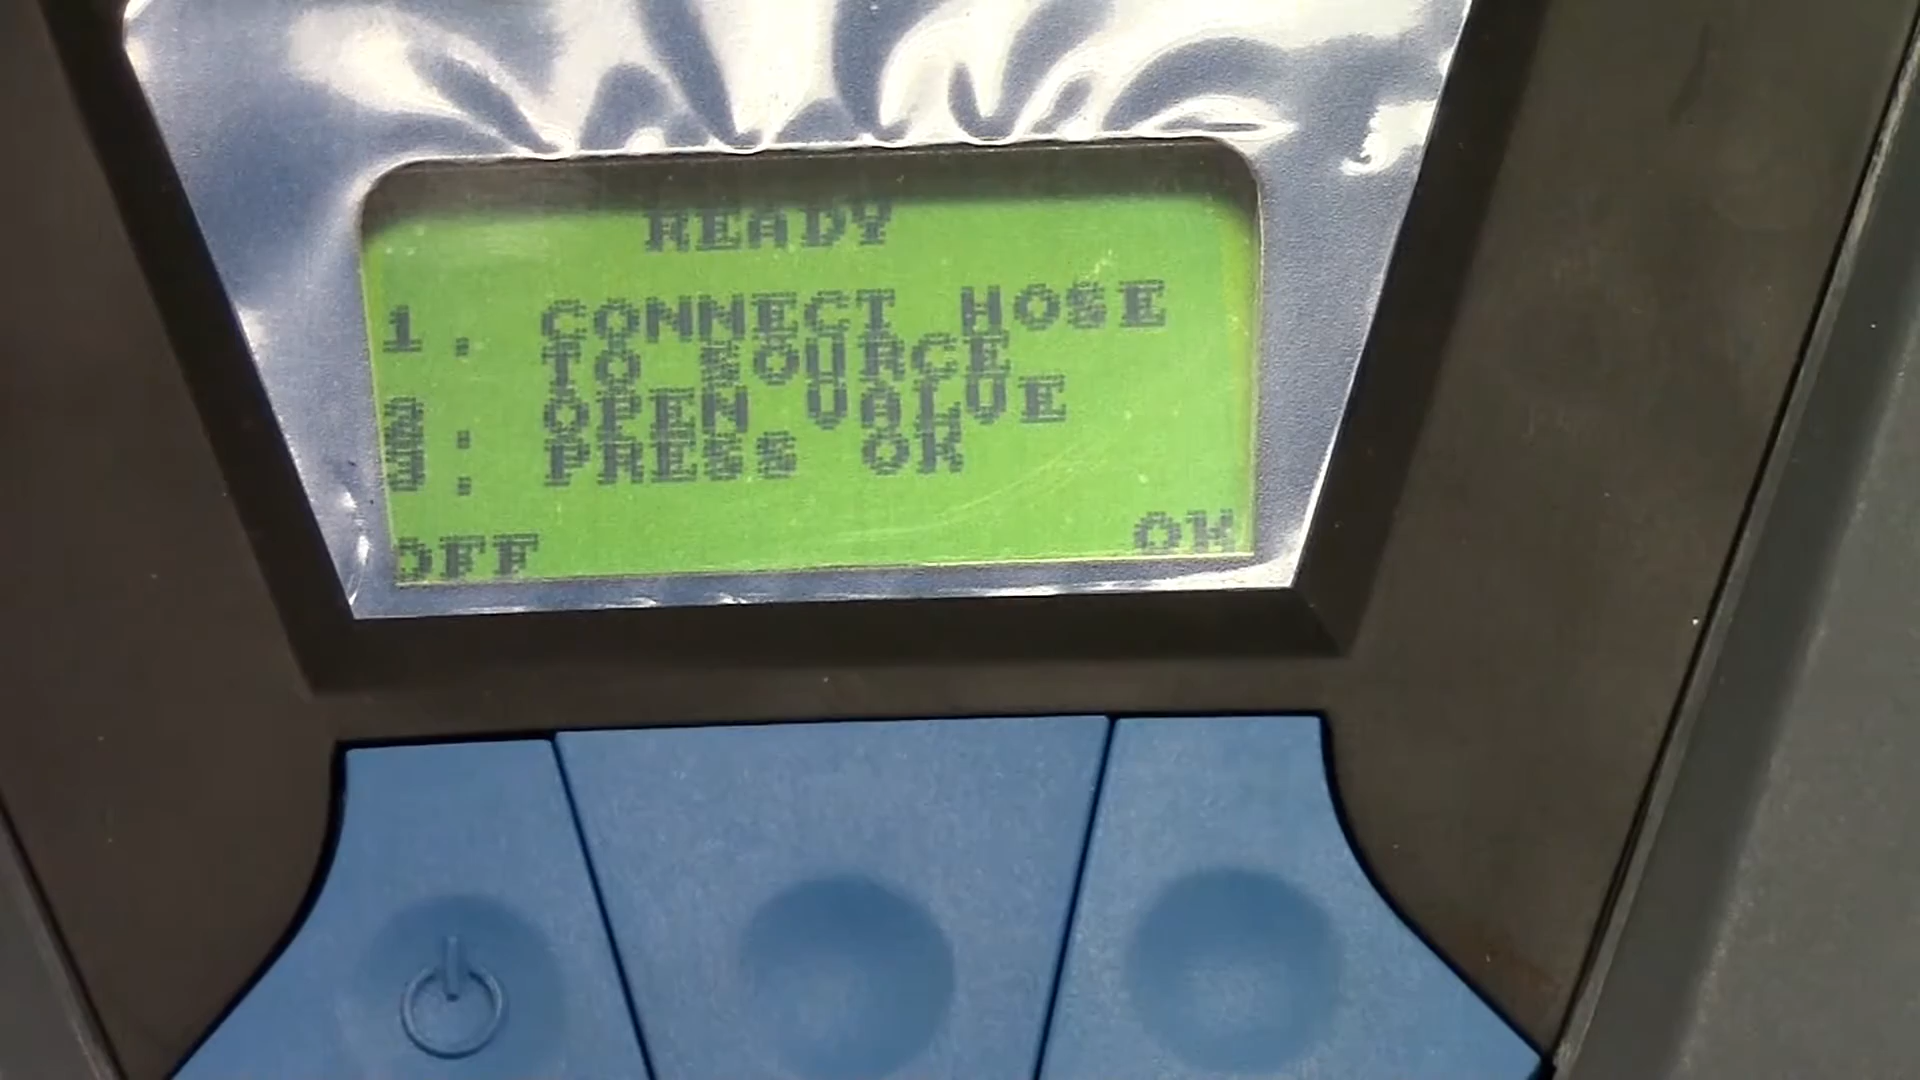 READY
1. CONNECT HOSE
TO SOURCE
2. OPEN VALVE
3. PRESS OK
OFF OK